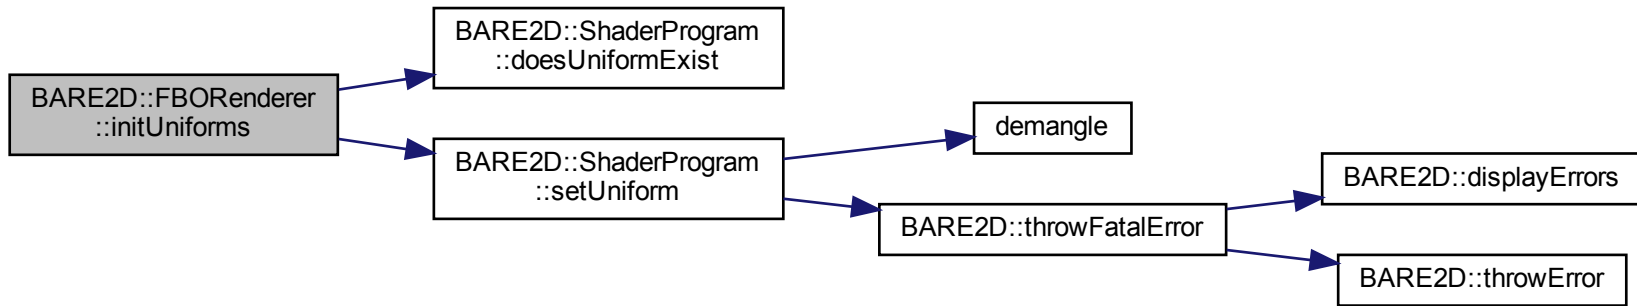 BARE2D::FBORenderer
::initUniforms
BARE2D::ShaderProgram
::doesUniformExist
BARE2D::ShaderProgram
::setUniform
demangle
BARE2D::throwFatalError
BARE2D::displayErrors
BARE2D::throwError